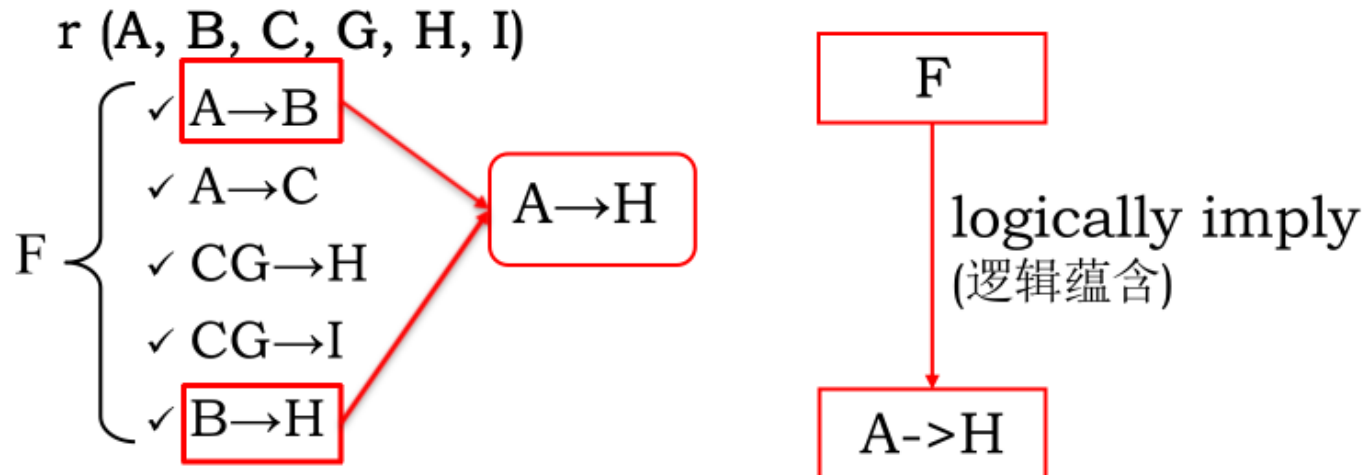 r (A, B, C, G, H, I)
F
✓ A→B
✓ A→C
✓ CG→H
✓ CG→I
✓ B→H
A→H
F
logically imply
(逻辑蕴含)
A->H